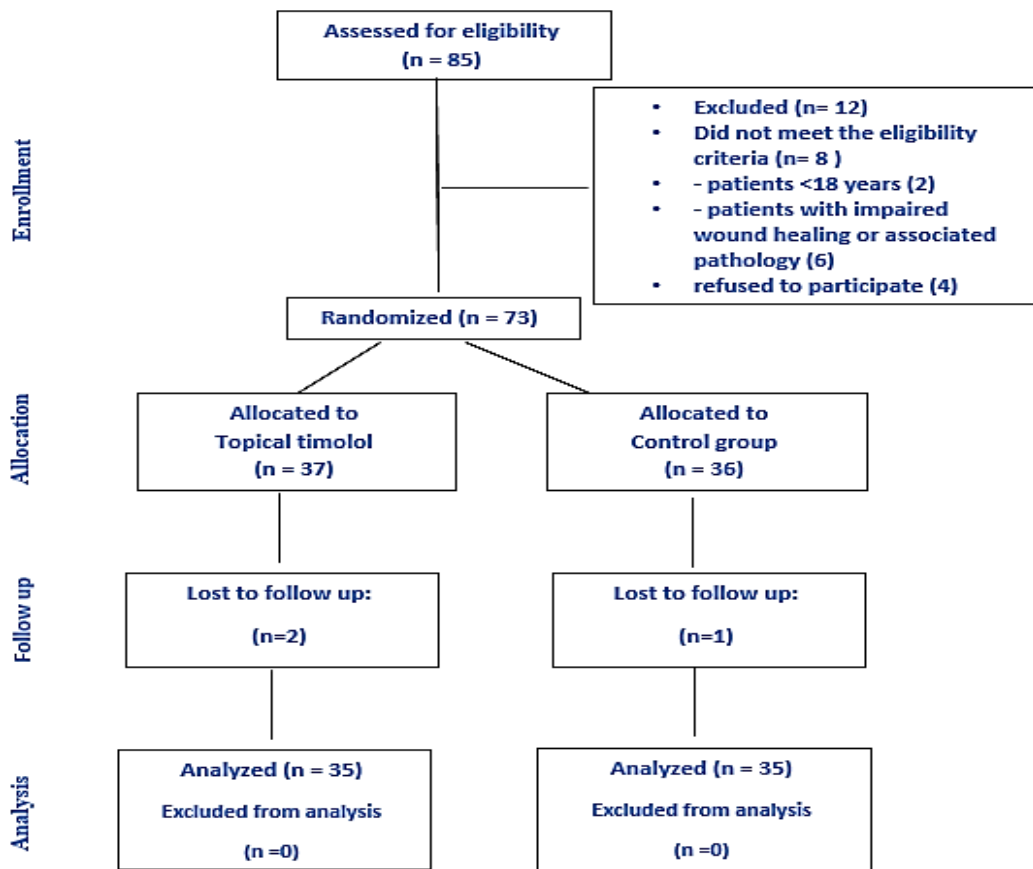 Assessed for eligibility
(n = 85)
Enrollment
• Excluded (n= 12)
• Did not meet the eligibility
criteria (n= 8 )
• - patients <18 years (2)
• - patients with impaired
wound healing or associated
pathology (6)
• refused to participate (4)
Randomized (n = 73)
Allocation
Allocated to
Topical timolol
(n = 37)
Allocated to
Control group
(n = 36)
Follow up
Lost to follow up:
(n=2)
Lost to follow up:
(n=1)
Analysis
Analyzed (n = 35)
Excluded from analysis
(n =0)
Analyzed (n = 35)
Excluded from analysis
(n =0)